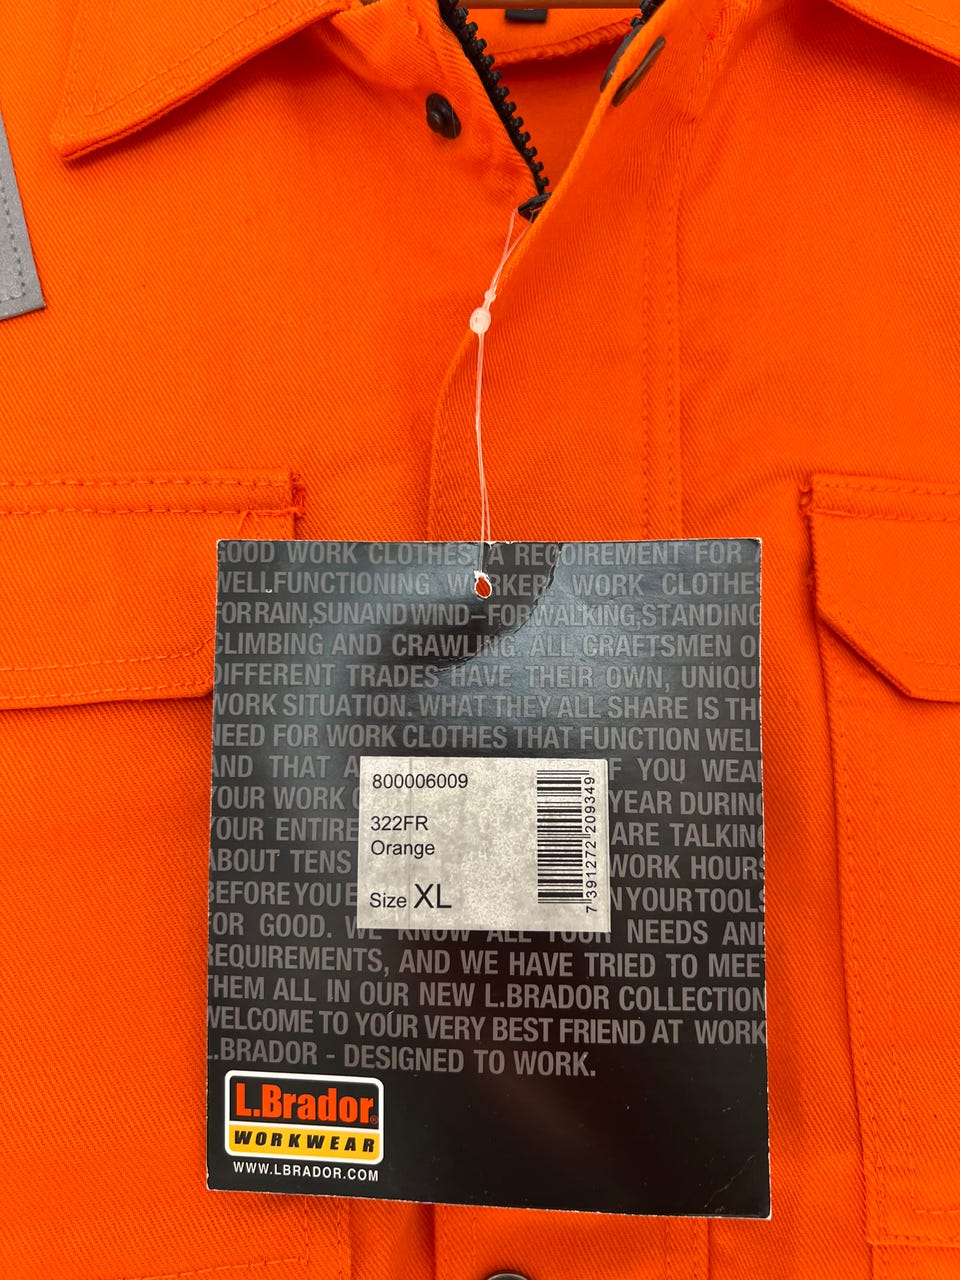 GOOD WORK CLOTHES, A REQUIREMENT FOR A
WELLFUNCTIONING WORKER WORK CLOTHES
FOR RAIN, SUN AND WIND – FOR WALKING, STANDING
CLIMBING AND CRAWLING. ALL CRAFTSMEN OF
DIFFERENT TRADES HAVE THEIR OWN, UNIQU
WORK SITUATION. WHAT THEY ALL SHARE IS TH
NEED FOR WORK CLOTHES THAT FUNCTION WELL
AND THAT A F YOU WEAR
YOUR WORK C YEAR DURING
YOUR ENTIRE ARE TALKING
ABOUT TENS WORK HOURS
BEFORE YOU N YOUR TOOLS
FOR GOOD. WE KNOW ALL YOUR NEEDS AND
REQUIREMENTS, AND WE HAVE TRIED TO MEET
THEM ALL IN OUR NEW L.BRADOR COLLECTION
WELCOME TO YOUR VERY BEST FRIEND AT WORK
L.BRADOR - DESIGNED TO WORK.
800006009
322FR
Orange
Size XL
7 391272 209349
L.Brador®
WORKWEAR
WWW.LBRADOR.COM